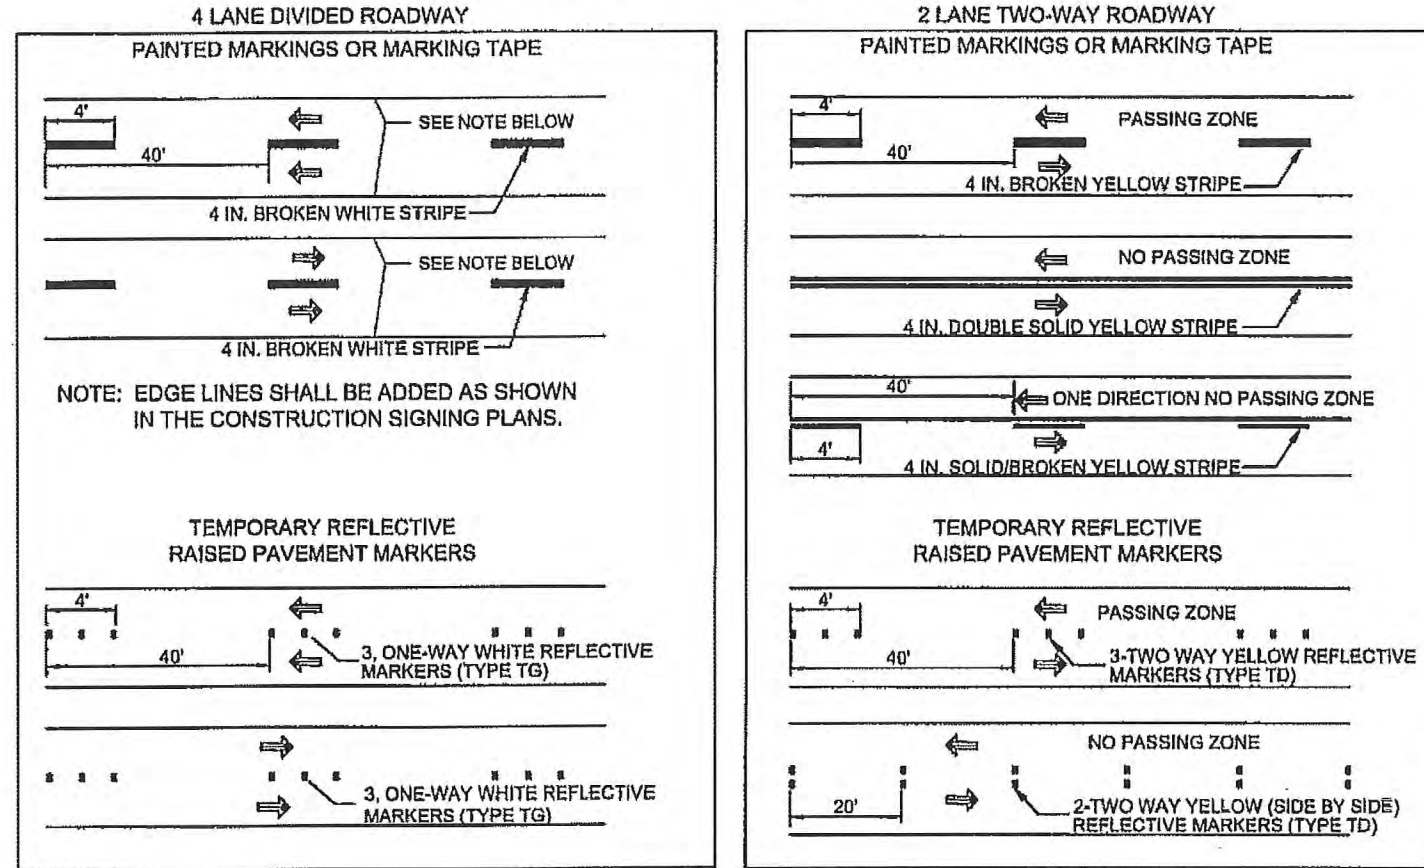 4 LANE DIVIDED ROADWAY
PAINTED MARKINGS OR MARKING TAPE
4'
SEE NOTE BELOW
40'
4 IN. BROKEN WHITE STRIPE
SEE NOTE BELOW
4 IN. BROKEN WHITE STRIPE
NOTE: EDGE LINES SHALL BE ADDED AS SHOWN
IN THE CONSTRUCTION SIGNING PLANS.
TEMPORARY REFLECTIVE
RAISED PAVEMENT MARKERS
4'
40'
3, ONE-WAY WHITE REFLECTIVE
MARKERS (TYPE TG)
3, ONE-WAY WHITE REFLECTIVE
MARKERS (TYPE TG)
2 LANE TWO-WAY ROADWAY
PAINTED MARKINGS OR MARKING TAPE
4'
PASSING ZONE
40'
4 IN. BROKEN YELLOW STRIPE
NO PASSING ZONE
4 IN. DOUBLE SOLID YELLOW STRIPE
40'
ONE DIRECTION NO PASSING ZONE
4'
4 IN. SOLID/BROKEN YELLOW STRIPE
TEMPORARY REFLECTIVE
RAISED PAVEMENT MARKERS
4'
PASSING ZONE
40'
3-TWO WAY YELLOW REFLECTIVE
MARKERS (TYPE TD)
NO PASSING ZONE
20'
2-TWO WAY YELLOW (SIDE BY SIDE)
REFLECTIVE MARKERS (TYPE TD)